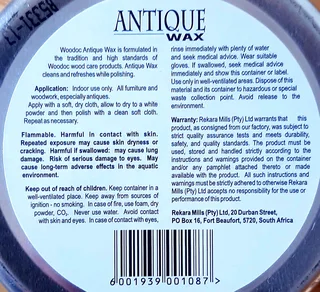 B5331-17
ANTIQUE
WAX
Woodoc Antique Wax is formulated in
the tradition and high standards of
Woodoc wood care products. Antique Wax
cleans and refreshes while polishing.
Application: Indoor use only. All furniture and
woodwork, especially antiques.
Apply with a soft, dry cloth, allow to dry to a white
powder and then polish with a clean soft cloth.
Repeat as necessary.
Flammable. Harmful in contact with skin.
Repeated exposure may cause skin dryness or
cracking. Harmful if swallowed: may cause lung
damage. Risk of serious damage to eyes. May
cause long-term adverse effects in the aquatic
environment.
Keep out of reach of children. Keep container in a
well-ventilated place. Keep away from sources of
ignition - no smoking. In case of fire, use foam, dry
powder, CO₂. Never use water. Avoid contact
with skin and eyes. In case of contact with eyes,
rinse immediately with plenty of water
and seek medical advice. Wear suitable
gloves. If swallowed, seek medical advice
immediately and show this container or label.
Use only in well-ventilated areas. Dispose of this
material and its container to hazardous or special
waste collection point. Avoid release to the
environment.
Warranty: Rekara Mills (Pty) Ltd warrants that this
product, as consigned from our factory, was subject to
strict quality assurance tests and meets durability,
safety, and quality standards. The product must be
used, stored and handled strictly according to the
instructions and warnings provided on the container
and/or any pamphlet attached thereto or made
available with the product. All such instructions and
warnings must be strictly adhered to otherwise Rekara
Mills (Pty) Ltd accepts no responsibility for the use or
performance of this product.
Rekara Mills (Pty) Ltd, 20 Durban Street,
PO Box 16, Fort Beaufort, 5720, South Africa
6 001939 001087 >